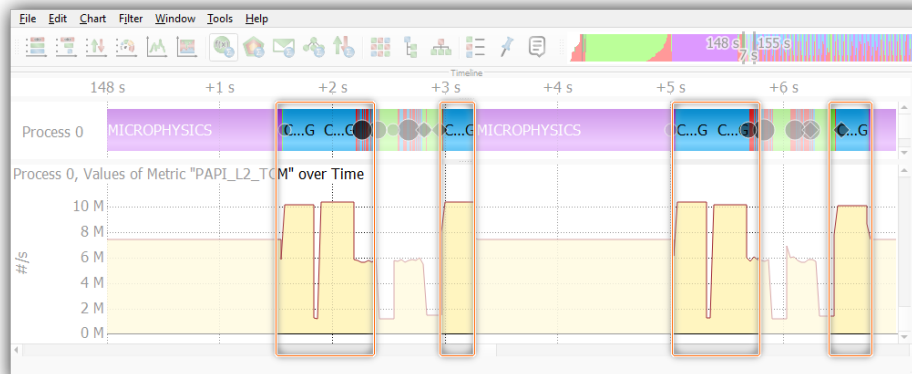 File Edit Chart Filter Window Tools Help
148 s 155 s
7 s
Timeline
148 s +1 s +2 s +3 s +4 s +5 s +6 s
Process 0 MICROPHYSICS C...G C...G C...G MICROPHYSICS C...G C...G C...G
Process 0, Values of Metric "PAPI_L2_TCM" over Time
10 M
8 M
6 M
4 M
2 M
0 M
#/s